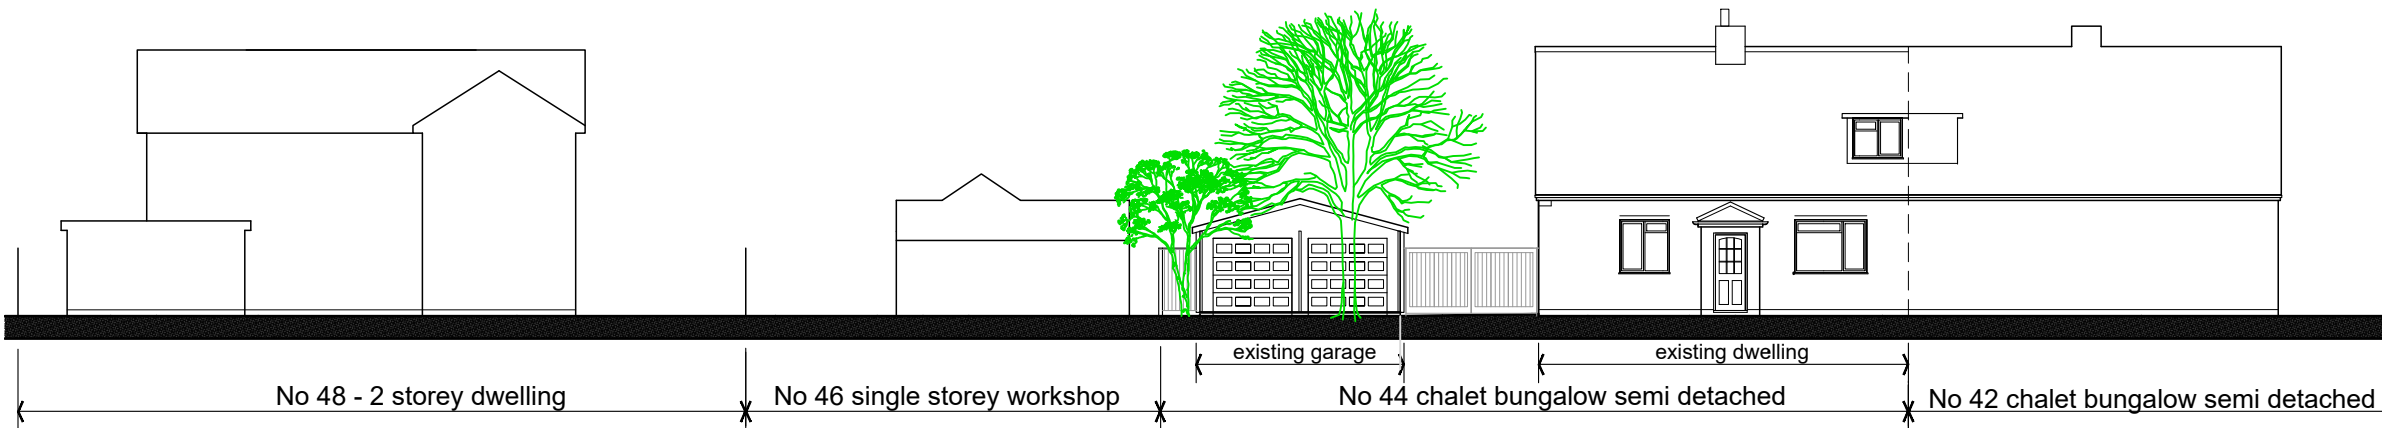 existing garage
existing dwelling
No 48 - 2 storey dwelling
No 46 single storey workshop
No 44 chalet bungalow semi detached
No 42 chalet bungalow semi detached